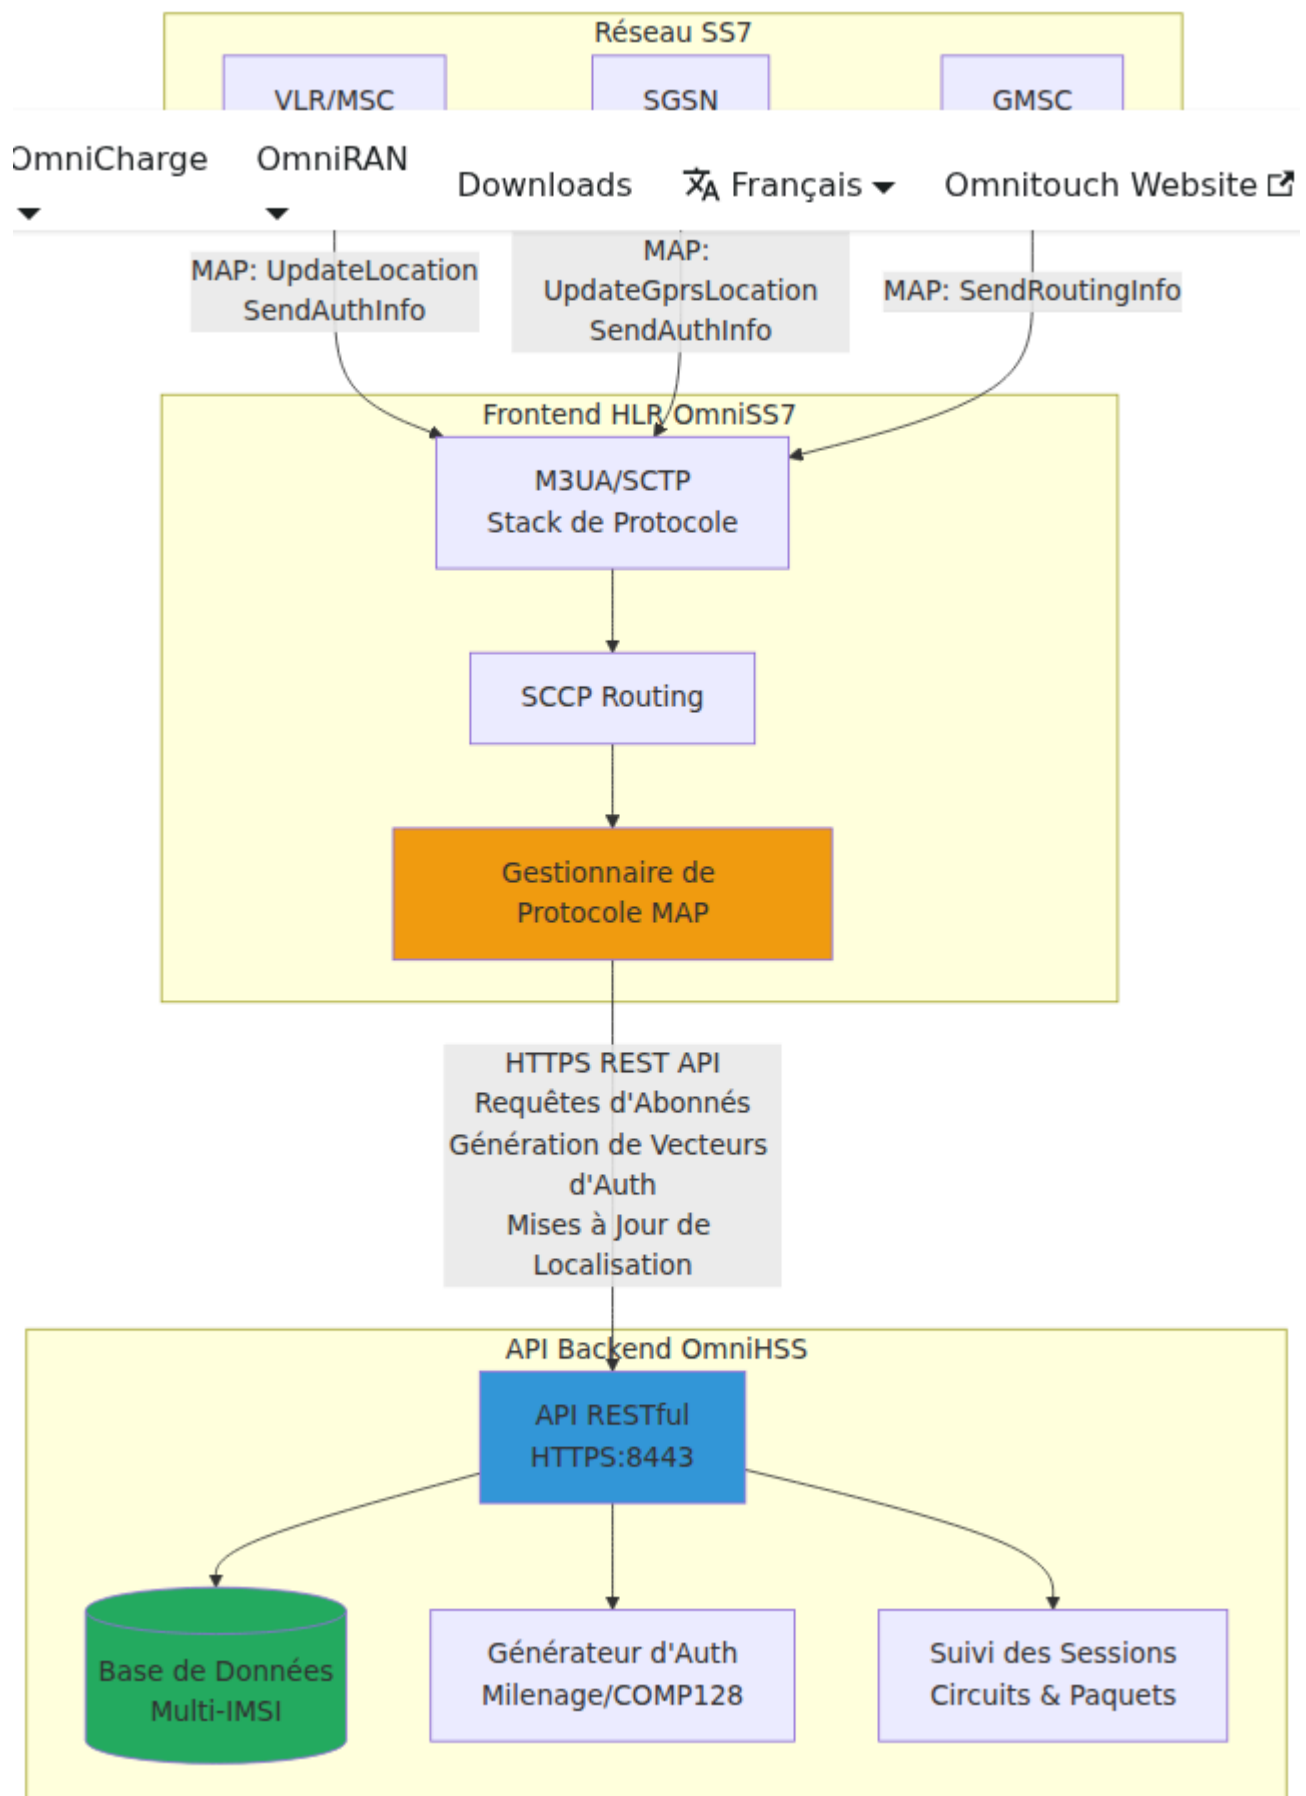 Réseau SS7
VLR/MSC
SGSN
GMSC
OmniCharge
OmniRAN
Downloads
Français
Omnitouch Website
MAP: UpdateLocation
SendAuthInfo
MAP:
UpdateGprsLocation
SendAuthInfo
MAP: SendRoutingInfo
Frontend HLR OmniSS7
M3UA/SCTP
Stack de Protocole
SCCP Routing
Gestionnaire de
Protocole MAP
HTTPS REST API
Requêtes d'Abonnés
Génération de Vecteurs
d'Auth
Mises à Jour de
Localisation
API Backend OmniHSS
API RESTful
HTTPS:8443
Base de Données
Multi-IMSI
Générateur d'Auth
Milenage/COMP128
Suivi des Sessions
Circuits & Paquets